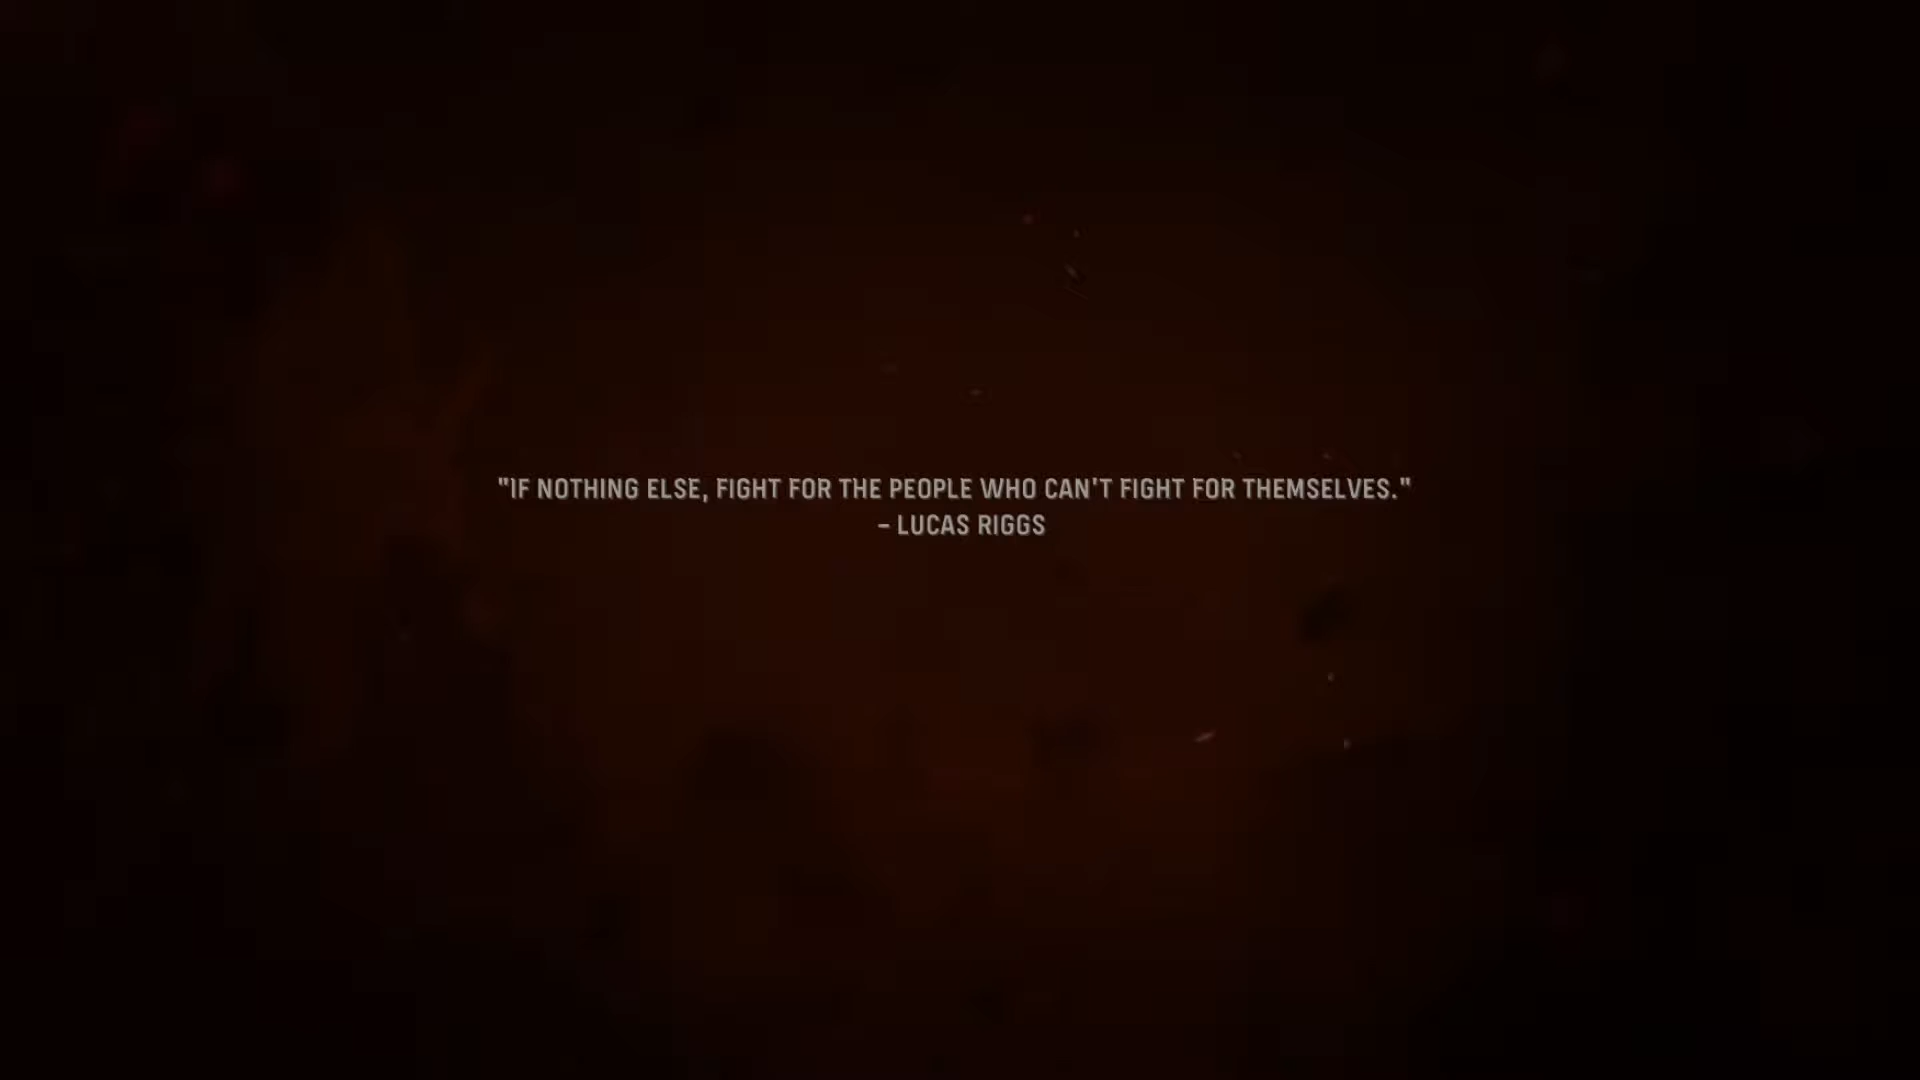 "IF NOTHING ELSE, FIGHT FOR THE PEOPLE WHO CAN'T FIGHT FOR THEMSELVES."
– LUCAS RIGGS